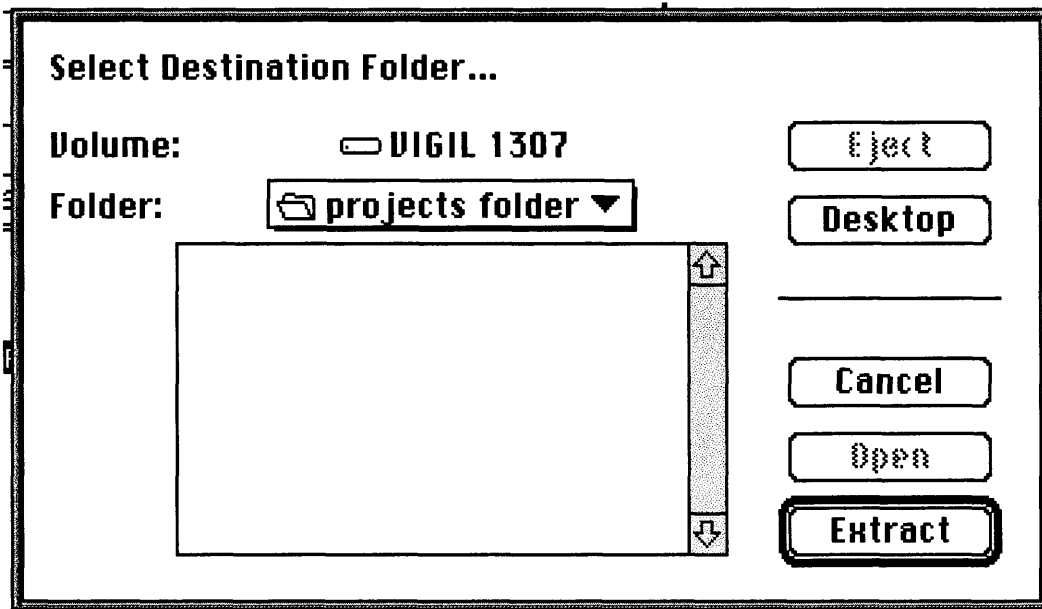 Select Destination Folder...
Volume: VIGIL 1307
Folder: projects folder
Eject
Desktop
Cancel
Open
Extract